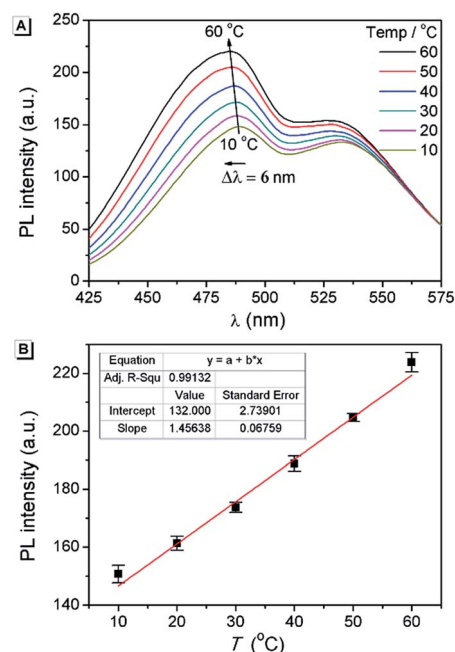 A
60 °C
Temp / °C
60
50
40
30
20
10
10 °C
Δλ = 6 nm
PL intensity (a.u.)
250
200
150
100
50
0
425 450 475 500 525 550 575
λ (nm)
B
Equation y = a + b*x
Adj. R-Squ 0.99132
Value Standard Error
Intercept 132.000 2.73901
Slope 1.45638 0.06759
PL intensity (a.u.)
220
200
180
160
140
10 20 30 40 50 60
T (°C)